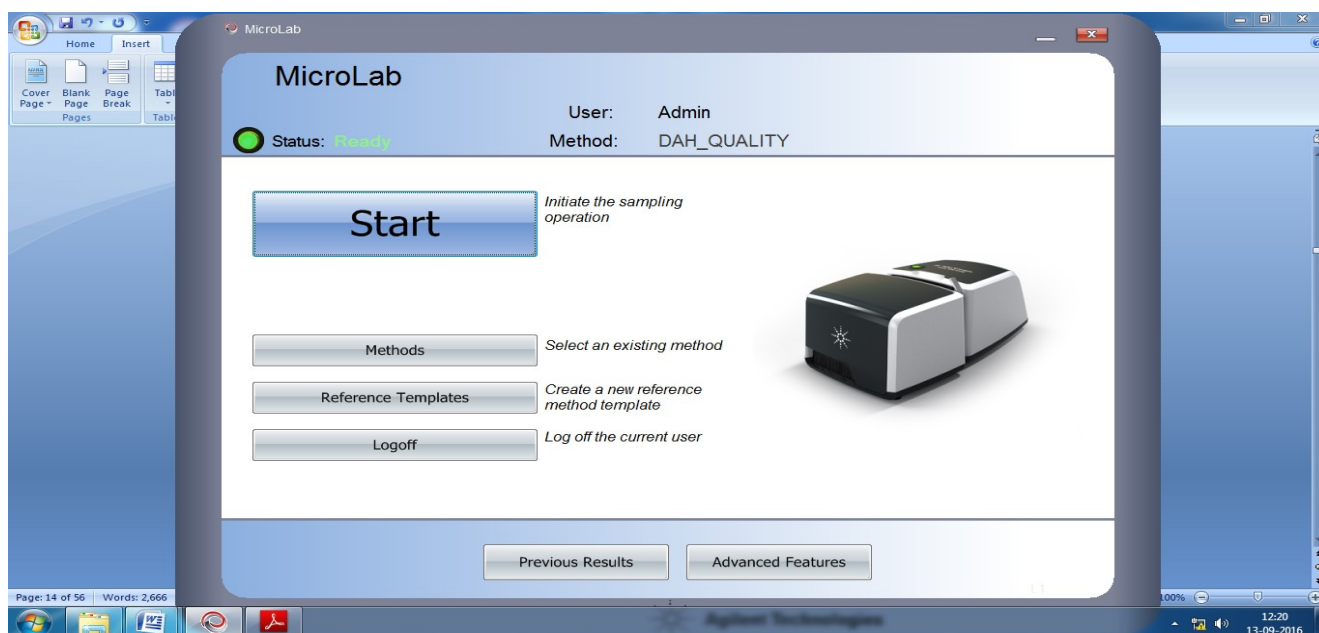 Home Insert
MicroLab
Cover Page
Blank Page
Page Break
Pages
MicroLab
User: Admin
Status: Ready
Method: DAH_QUALITY
Start
Initiate the sampling
operation
Methods
Select an existing method
Reference Templates
Create a new reference
method template
Logoff
Log off the current user
Previous Results
Advanced Features
Page: 14 of 56 Words: 2,666
100%
Agilent Technologies
12:20
13-09-2016